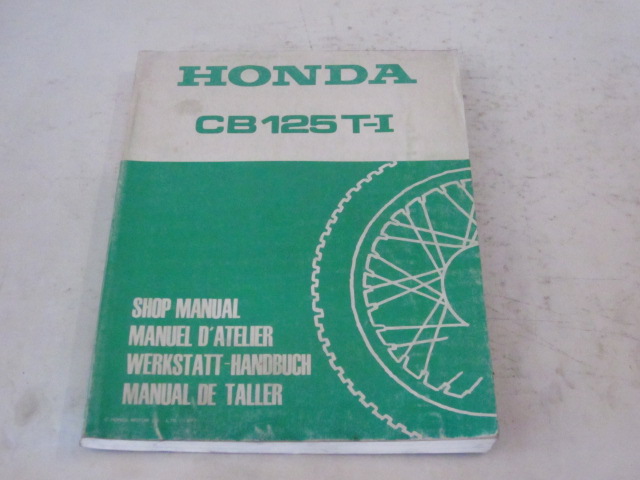 HONDA
CB125T-I
SHOP MANUAL
MANUEL D'ATELIER
WERKSTATT-HANDBUCH
MANUAL DE TALLER